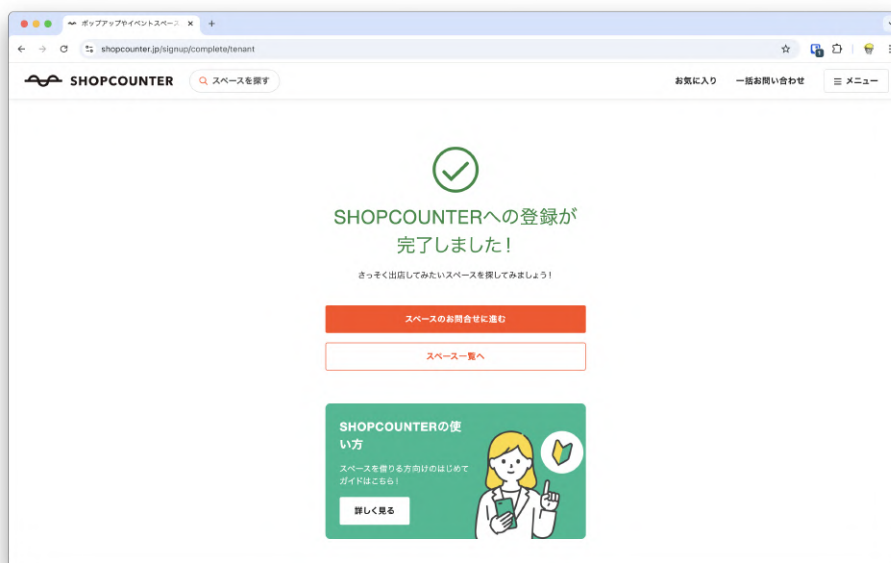 ポップアップやイベントスペース
shopcounter.jp/signup/complete/tenant
SHOPCOUNTER
スペースを探す
お気に入り
一括お問い合わせ
メニュー
SHOPCOUNTERへの登録が
完了しました！
さっそく出店してみたいスペースを探してみましょう！
スペースのお問合せに進む
スペース一覧へ
SHOPCOUNTERの使
い方
スペースを借りる方向けのはじめて
ガイドはこちら！
詳しく見る